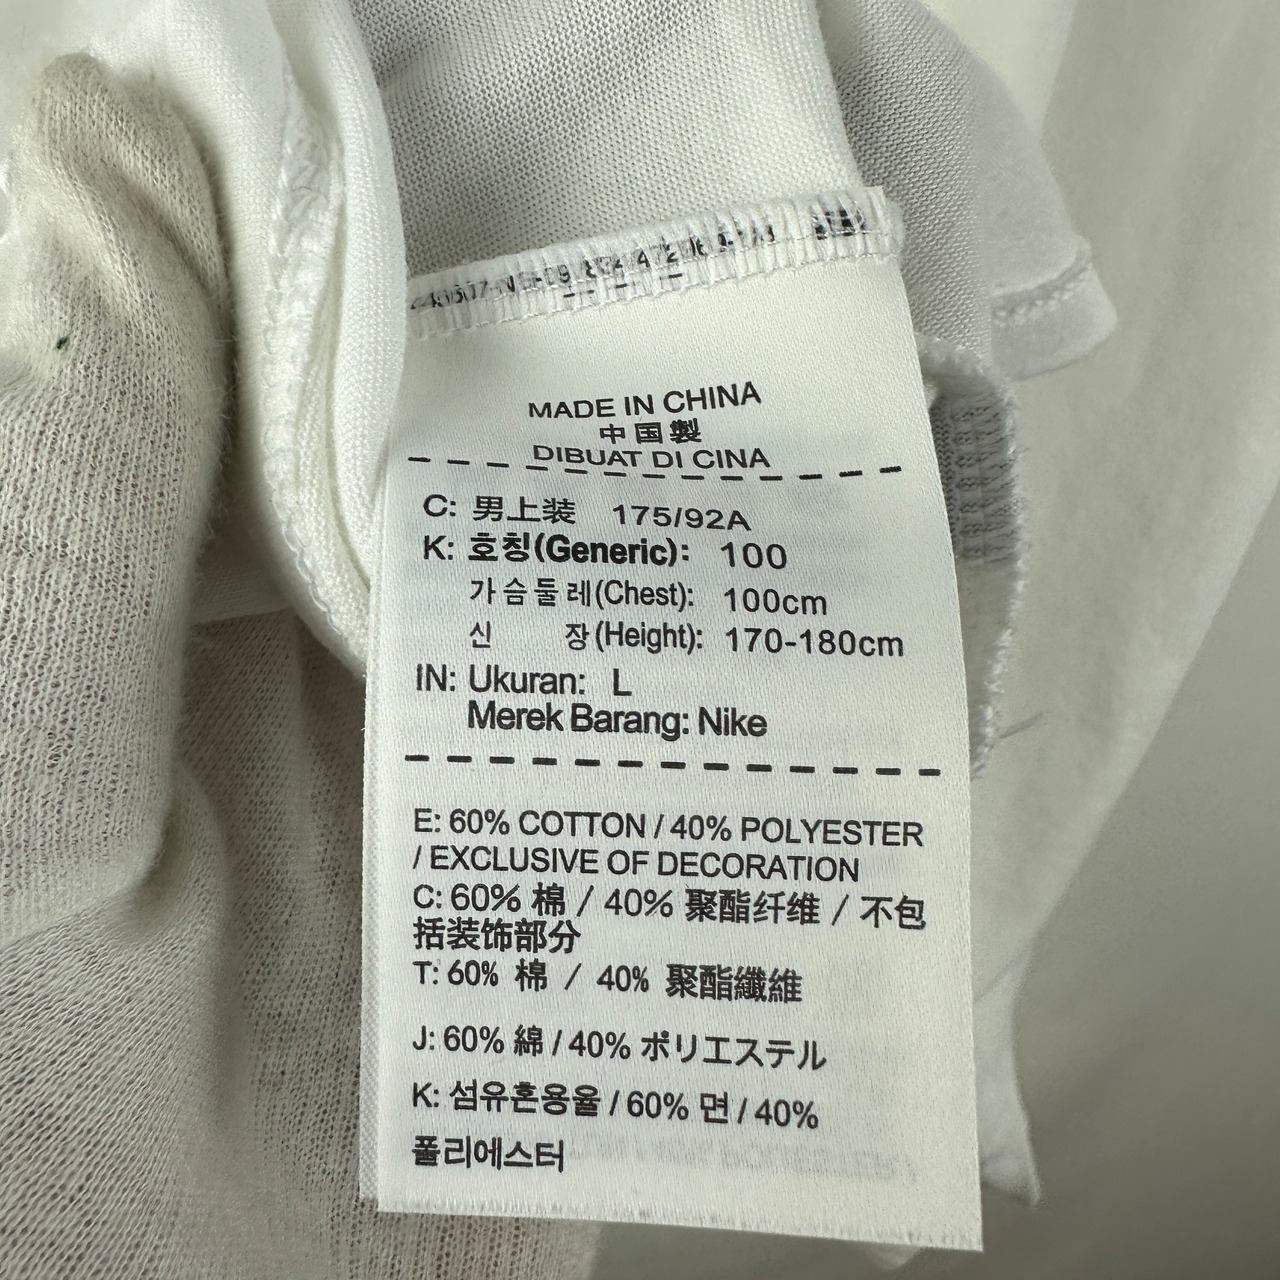 MADE IN CHINA
中国製
DIBUAT DI CINA
C: 男上装 175/92A
K: 호칭(Generic): 100
가슴둘레(Chest): 100cm
신 장(Height): 170-180cm
IN: Ukuran: L
Merek Barang: Nike
E: 60% COTTON / 40% POLYESTER
/ EXCLUSIVE OF DECORATION
C: 60% 棉 / 40% 聚酯纤维 / 不包
括装饰部分
T: 60% 棉 / 40% 聚酯纖維
J: 60% 綿 / 40% ポリエステル
K: 섬유혼용율 / 60% 면 / 40%
폴리에스터